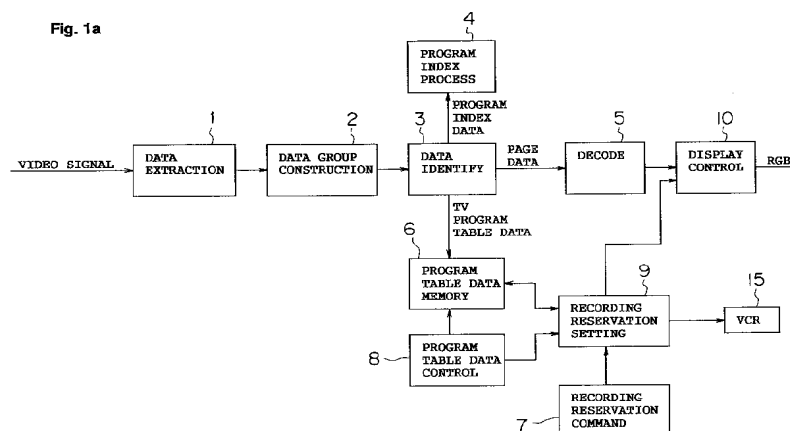 Fig. 1a
4
PROGRAM
INDEX
PROCESS
PROGRAM
INDEX
DATA
1
2
3
5
10
VIDEO SIGNAL
DATA
EXTRACTION
DATA GROUP
CONSTRUCTION
DATA
IDENTIFY
PAGE
DATA
DECODE
DISPLAY
CONTROL
RGB
TV
PROGRAM
TABLE DATA
6
PROGRAM
TABLE DATA
MEMORY
9
RECORDING
RESERVATION
SETTING
15
VCR
8
PROGRAM
TABLE DATA
CONTROL
7
RECORDING
RESERVATION
COMMAND